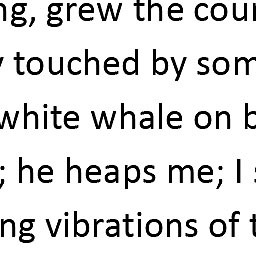 ng, grew the cour
touched by som
white whale on b
; he heaps me; I s
ng vibrations of t